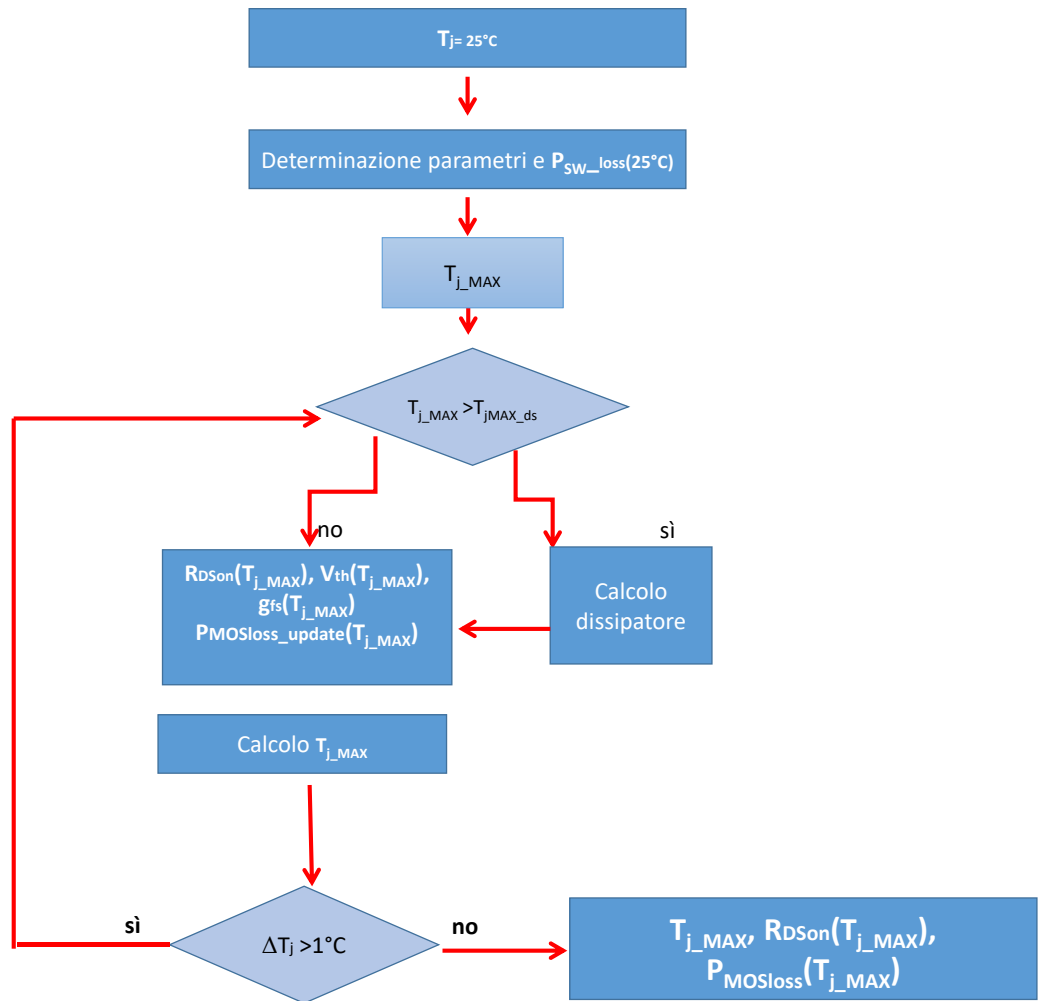 Tj= 25°C
Determinazione parametri e PSW_loss(25°C)
Tj_MAX
Tj_MAX >TjMAX_ds
no
sì
RDSon(Tj_MAX), Vth(Tj_MAX),
gfs(Tj_MAX)
PMOSloss_update(Tj_MAX)
Calcolo
dissipatore
Calcolo Tj_MAX
sì
ΔTj >1°C
no
Tj_MAX, RDSon(Tj_MAX),
PMOSloss(Tj_MAX)